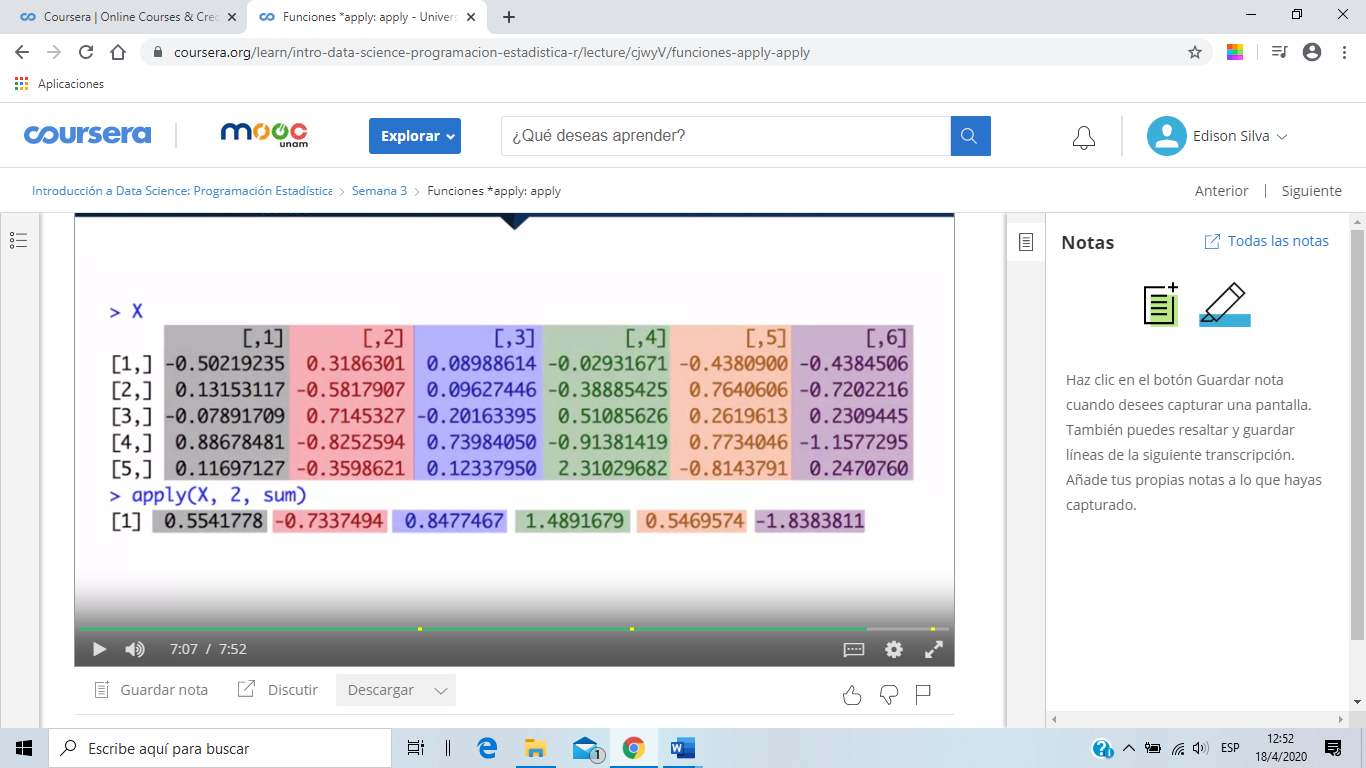 Coursera | Online Courses & Cred
Funciones *apply: apply - Univers
coursera.org/learn/intro-data-science-programacion-estadistica-r/lecture/cjwyV/funciones-apply-apply
Aplicaciones
coursera
mooc
unam
Explorar
¿Qué deseas aprender?
Edison Silva
Introducción a Data Science: Programación Estadística
Semana 3
Funciones *apply: apply
Anterior | Siguiente
> X
[,1] [,2] [,3] [,4] [,5] [,6]
[1,] -0.50219235 0.3186301 0.08988614 -0.02931671 -0.4380900 -0.4384506
[2,] 0.13153117 -0.5817907 0.09627446 -0.38885425 0.7640606 -0.7202216
[3,] -0.07891709 0.7145327 -0.20163395 0.51085626 0.2619613 0.2309445
[4,] 0.88678481 -0.8252594 0.73984050 -0.91381419 0.7734046 -1.1577295
[5,] 0.11697127 -0.3598621 0.12337950 2.31029682 -0.8143791 0.2470760
> apply(X, 2, sum)
[1] 0.5541778 -0.7337494 0.8477467 1.4891679 0.5469574 -1.8383811
7:07 / 7:52
Guardar nota
Discutir
Descargar
Notas
Todas las notas
Haz clic en el botón Guardar nota
cuando desees capturar una pantalla.
También puedes resaltar y guardar
líneas de la siguiente transcripción.
Añade tus propias notas a lo que hayas
capturado.
Escribe aquí para buscar
1
ESP
12:52
18/4/2020